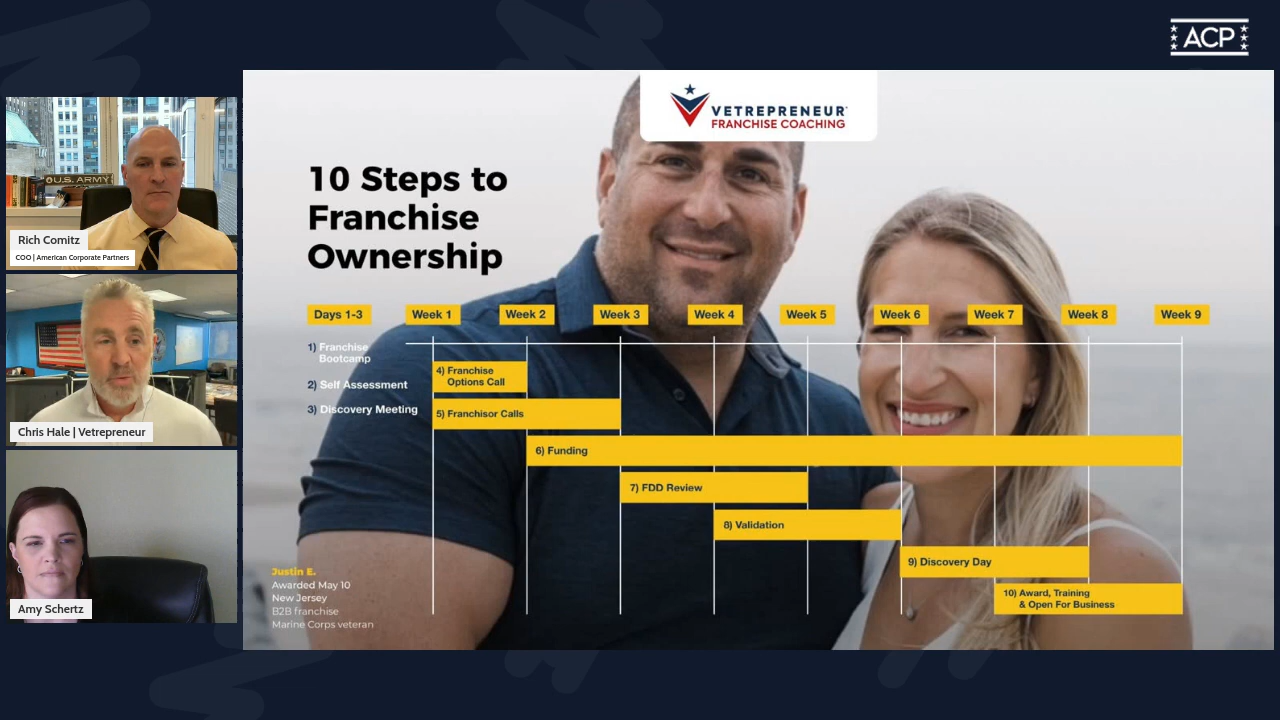 ACP
U.S. ARMY
Rich Comitz
COO | American Corporate Partners
Chris Hale | Vetrepreneur
Amy Schertz
VETREPRENEUR
FRANCHISE COACHING
10 Steps to
Franchise
Ownership
Days 1-3
Week 1
Week 2
Week 3
Week 4
Week 5
Week 6
Week 7
Week 8
Week 9
1) Franchise
Bootcamp
2) Self Assessment
3) Discovery Meeting
4) Franchise
Options Call
5) Franchisor Calls
6) Funding
7) FDD Review
8) Validation
9) Discovery Day
10) Award, Training
& Open For Business
Justin E.
Awarded May 10
New Jersey
B2B franchise
Marine Corps veteran